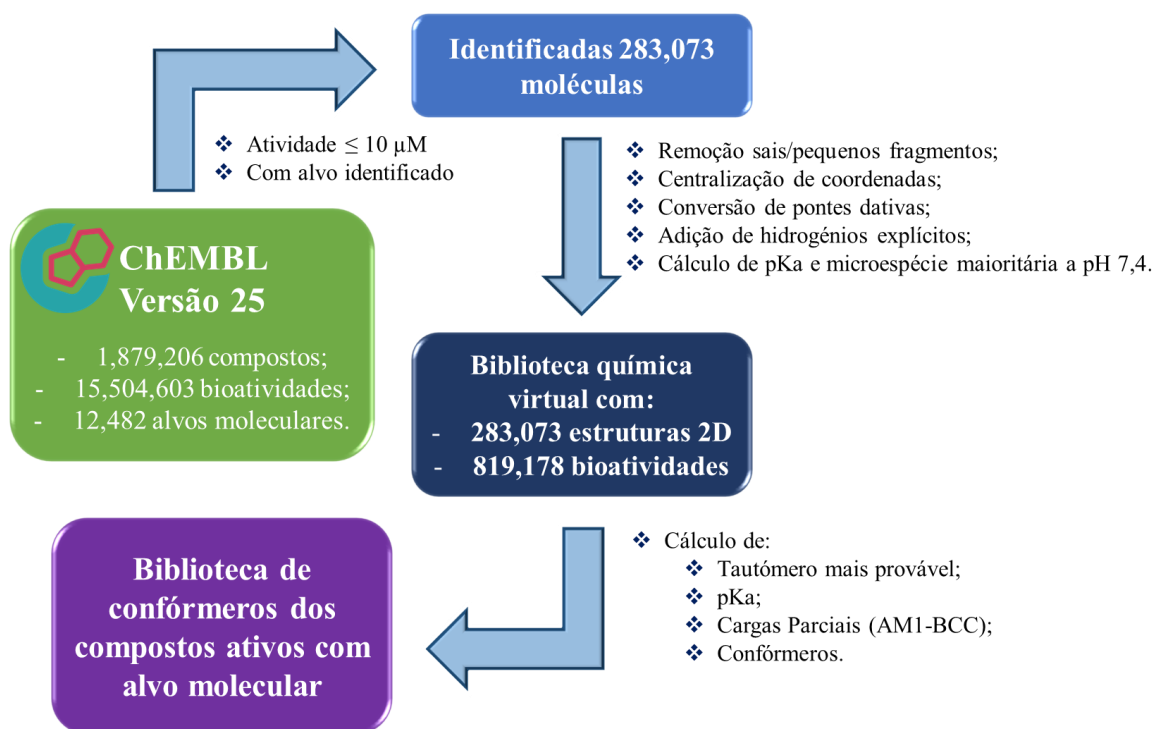 Identificadas 283,073
moléculas
❖ Atividade ≤ 10 μM
❖ Com alvo identificado
❖ Remoção sais/pequenos fragmentos;
❖ Centralização de coordenadas;
❖ Conversão de pontes dativas;
❖ Adição de hidrogénios explícitos;
❖ Cálculo de pKa e microespécie maioritária a pH 7,4.
ChEMBL
Versão 25
- 1,879,206 compostos;
- 15,504,603 bioatividades;
- 12,482 alvos moleculares.
Biblioteca química
virtual com:
- 283,073 estruturas 2D
- 819,178 bioatividades
❖ Cálculo de:
❖ Tautómero mais provável;
❖ pKa;
❖ Cargas Parciais (AM1-BCC);
❖ Confórmeros.
Biblioteca de
confórmeros dos
compostos ativos com
alvo molecular